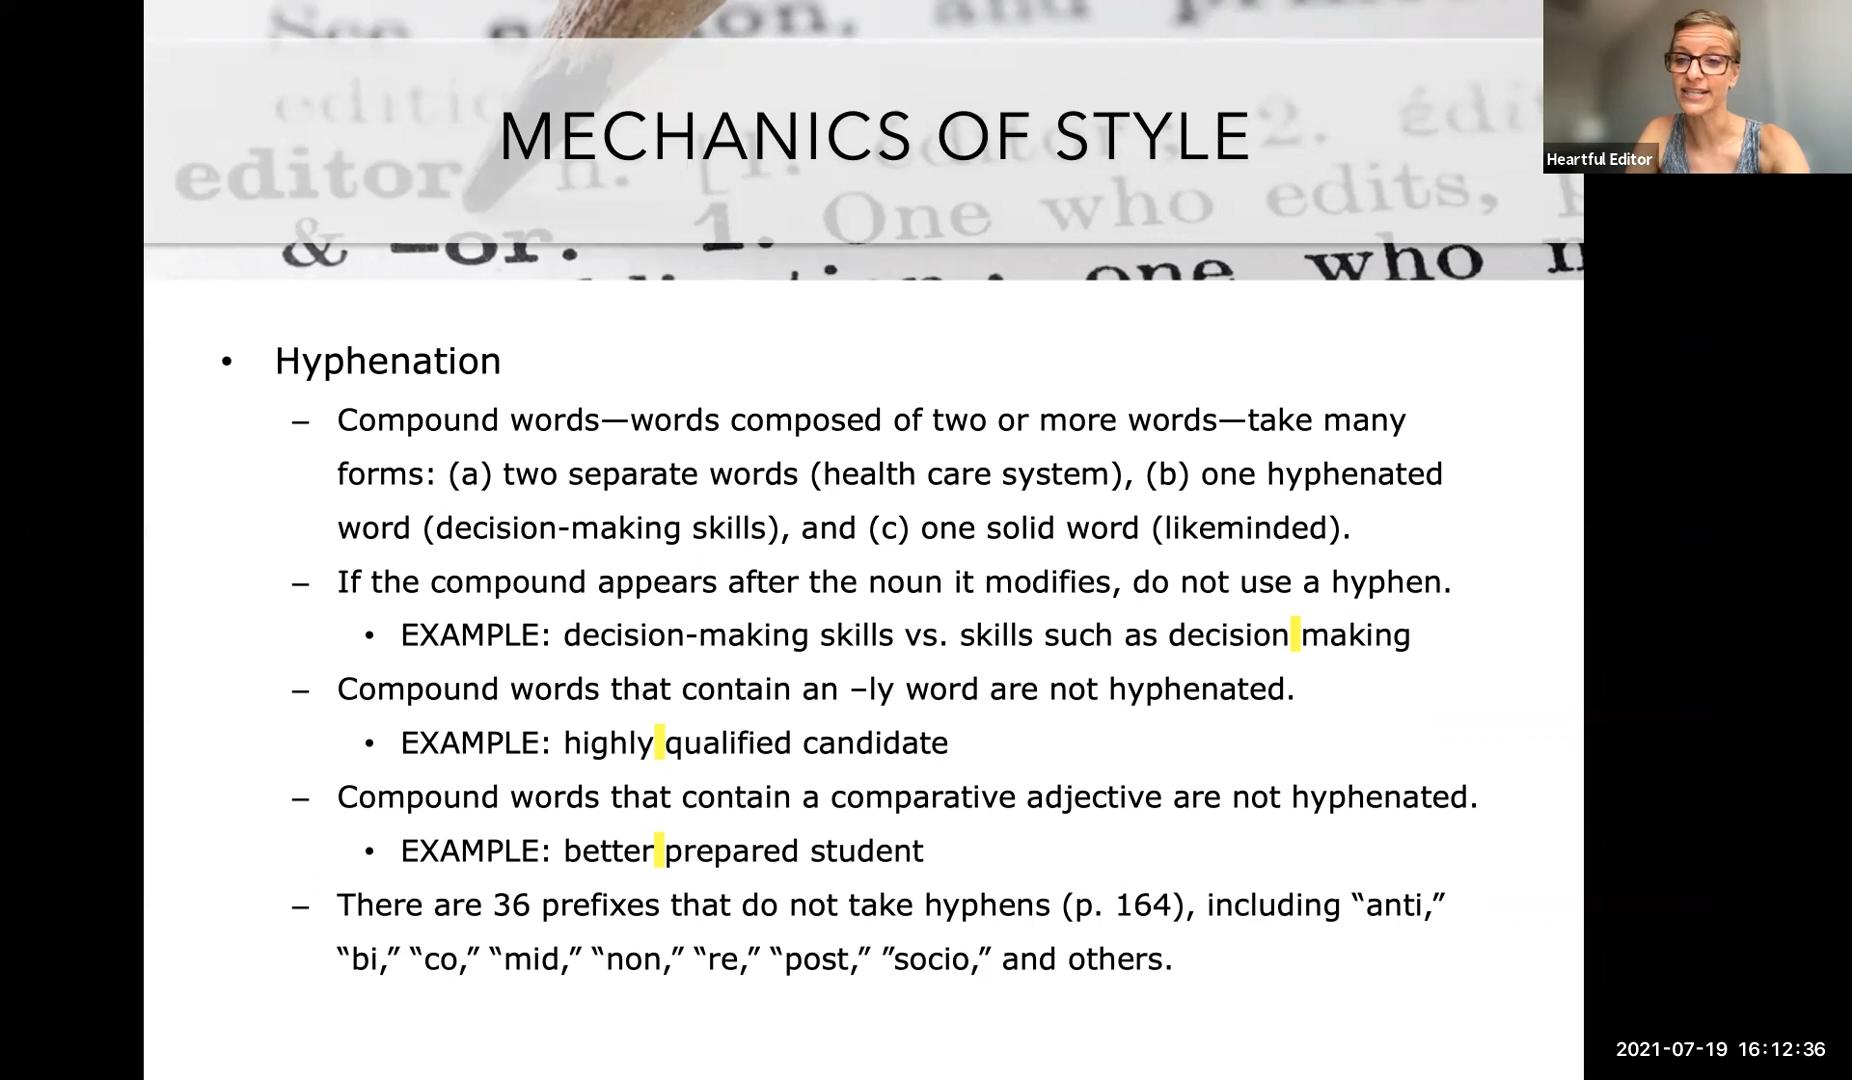 See and
editio
MECHANICS OF STYLE
2. édi
editor n. [1.
1. One who edits,
& –or. one who
Heartful Editor
• Hyphenation
– Compound words—words composed of two or more words—take many
forms: (a) two separate words (health care system), (b) one hyphenated
word (decision-making skills), and (c) one solid word (likeminded).
– If the compound appears after the noun it modifies, do not use a hyphen.
• EXAMPLE: decision-making skills vs. skills such as decision making
– Compound words that contain an –ly word are not hyphenated.
• EXAMPLE: highly qualified candidate
– Compound words that contain a comparative adjective are not hyphenated.
• EXAMPLE: better prepared student
– There are 36 prefixes that do not take hyphens (p. 164), including “anti,”
“bi,” “co,” “mid,” “non,” “re,” “post,” ”socio,” and others.
2021-07-19 16:12:36